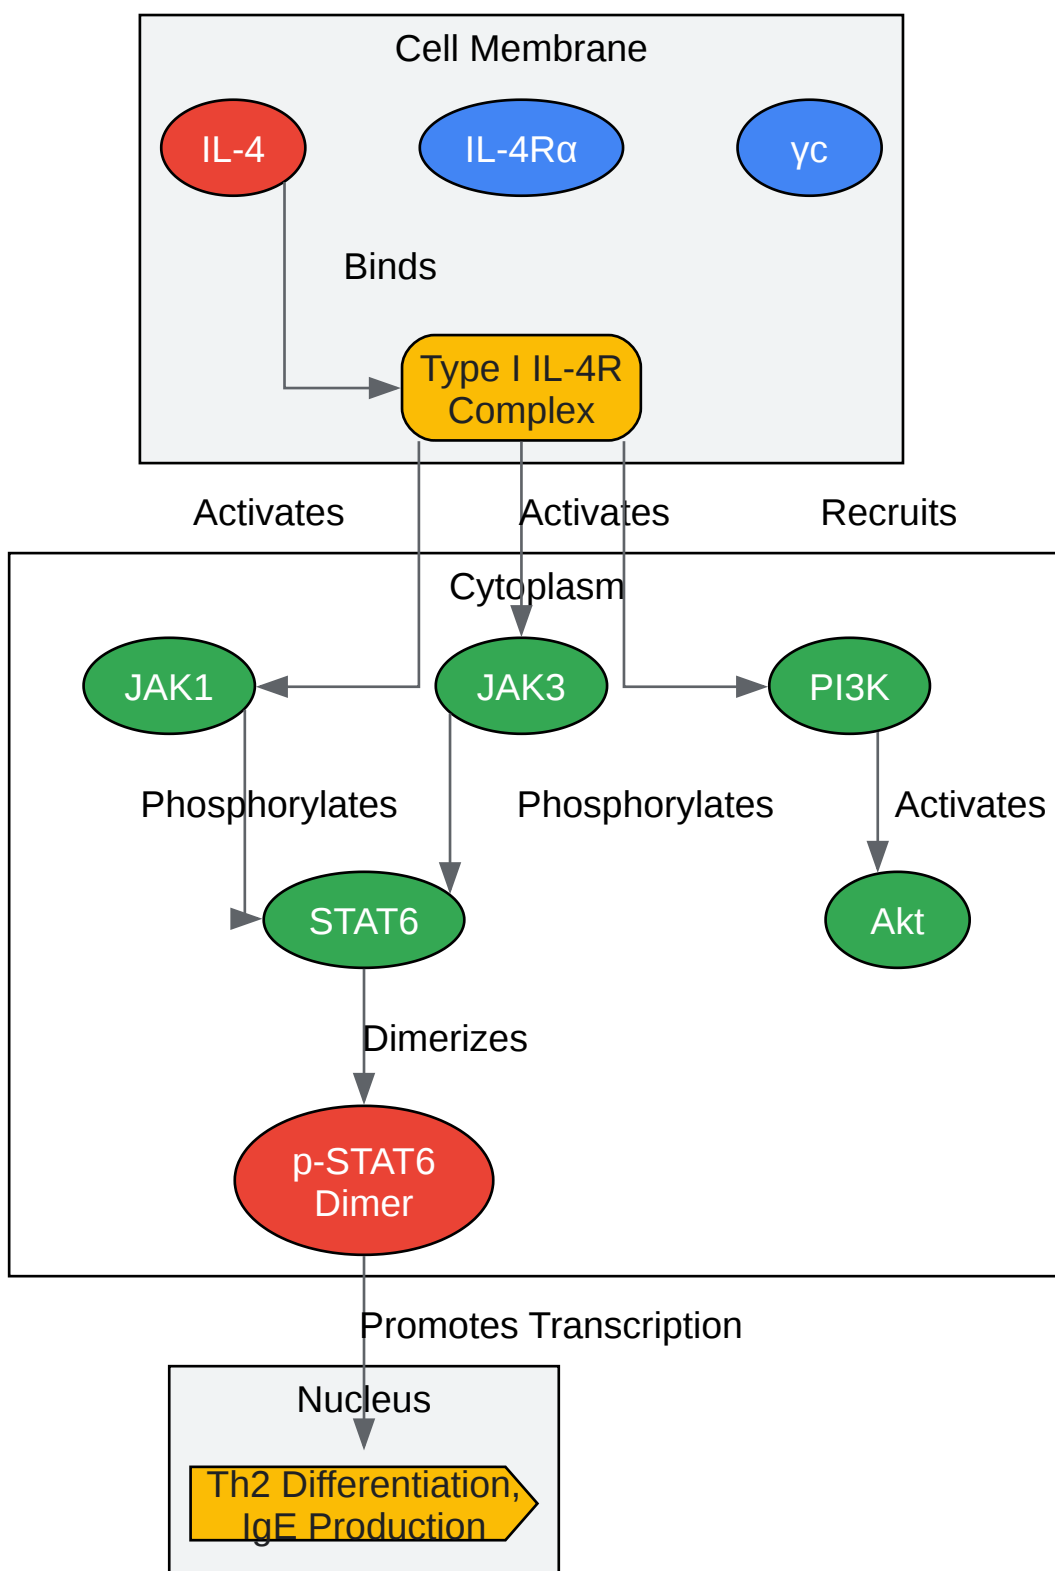 Cell Membrane
IL-4
IL-4Rα
γc
Binds
Type I IL-4R
Complex
Activates
Activates
Recruits
Cytoplasm
JAK1
JAK3
PI3K
Phosphorylates
Phosphorylates
Activates
STAT6
Akt
Dimerizes
p-STAT6
Dimer
Promotes Transcription
Nucleus
Th2 Differentiation,
IgE Production